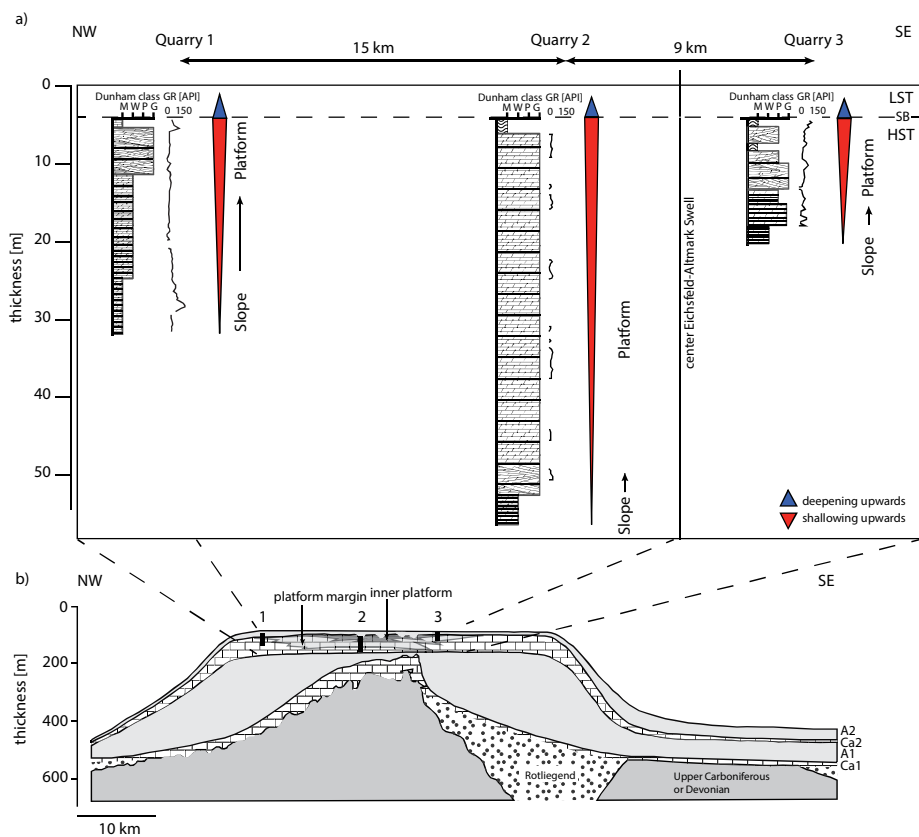 a)
NW
SE
Quarry 1
15 km
Quarry 2
9 km
Quarry 3
0
10
20
30
40
50
thickness [m]
Dunham class GR [API]
M W P G 0 150
Platform
Slope
Dunham class GR [API]
M W P G 0 150
Platform
Slope
center Eichsfeld-Altmark Swell
Dunham class GR [API]
M W P G 0 150
Platform
Slope
LST
SB
HST
deepening upwards
shallowing upwards
b)
NW
SE
0
200
400
600
thickness [m]
platform margin
inner platform
1
2
3
A2
Ca2
A1
Ca1
Rotliegend
Upper Carboniferous
or Devonian
10 km